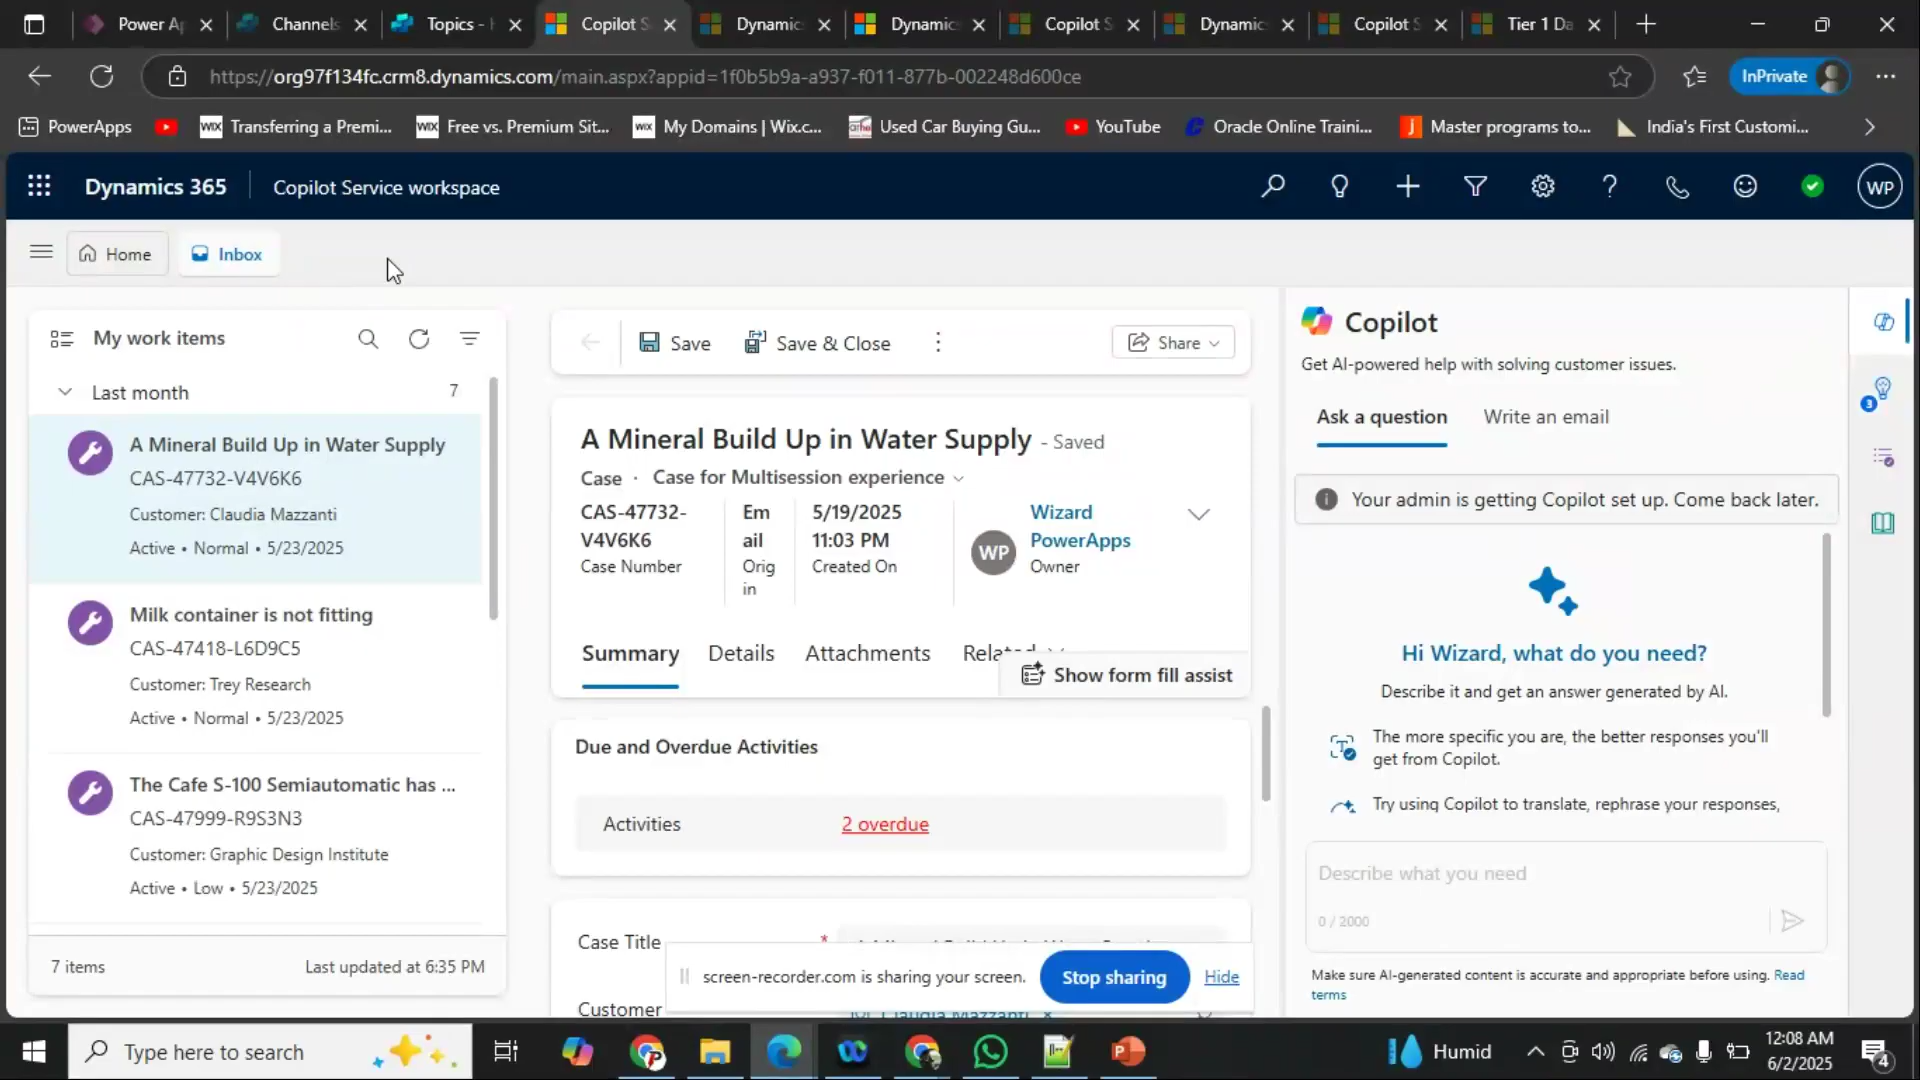 Power Ap
Channels
Topics - H
Copilot S
Dynamic
Dynamic
Copilot S
Dynamic
Copilot S
Tier 1 Da
https://org97f134fc.crm8.dynamics.com/main.aspx?appid=1f0b5b9a-a937-f011-877b-002248d600ce
InPrivate
PowerApps
WIX Transferring a Premi...
WIX Free vs. Premium Sit...
WIX My Domains | Wix.c...
Used Car Buying Gu...
YouTube
Oracle Online Traini...
Master programs to...
India's First Customi...
Dynamics 365
Copilot Service workspace
WP
Home
Inbox
My work items
Last month 7
A Mineral Build Up in Water Supply
CAS-47732-V4V6K6
Customer: Claudia Mazzanti
Active • Normal • 5/23/2025
Milk container is not fitting
CAS-47418-L6D9C5
Customer: Trey Research
Active • Normal • 5/23/2025
The Cafe S-100 Semiautomatic has ...
CAS-47999-R9S3N3
Customer: Graphic Design Institute
Active • Low • 5/23/2025
7 items Last updated at 6:35 PM
Save
Save & Close
Share
A Mineral Build Up in Water Supply - Saved
Case · Case for Multisession experience
CAS-47732-
V4V6K6
Case Number
Em
ail
Orig
in
5/19/2025
11:03 PM
Created On
WP
Wizard
PowerApps
Owner
Summary Details Attachments Related
Show form fill assist
Due and Overdue Activities
Activities 2 overdue
Case Title *
Customer Claudia Mazzanti
screen-recorder.com is sharing your screen. Stop sharing Hide
Copilot
Get AI-powered help with solving customer issues.
Ask a question Write an email
Your admin is getting Copilot set up. Come back later.
Hi Wizard, what do you need?
Describe it and get an answer generated by AI.
The more specific you are, the better responses you'll
get from Copilot.
Try using Copilot to translate, rephrase your responses,
Describe what you need
0 / 2000
Make sure AI-generated content is accurate and appropriate before using. Read
terms
3
Type here to search
Humid
12:08 AM
6/2/2025
4